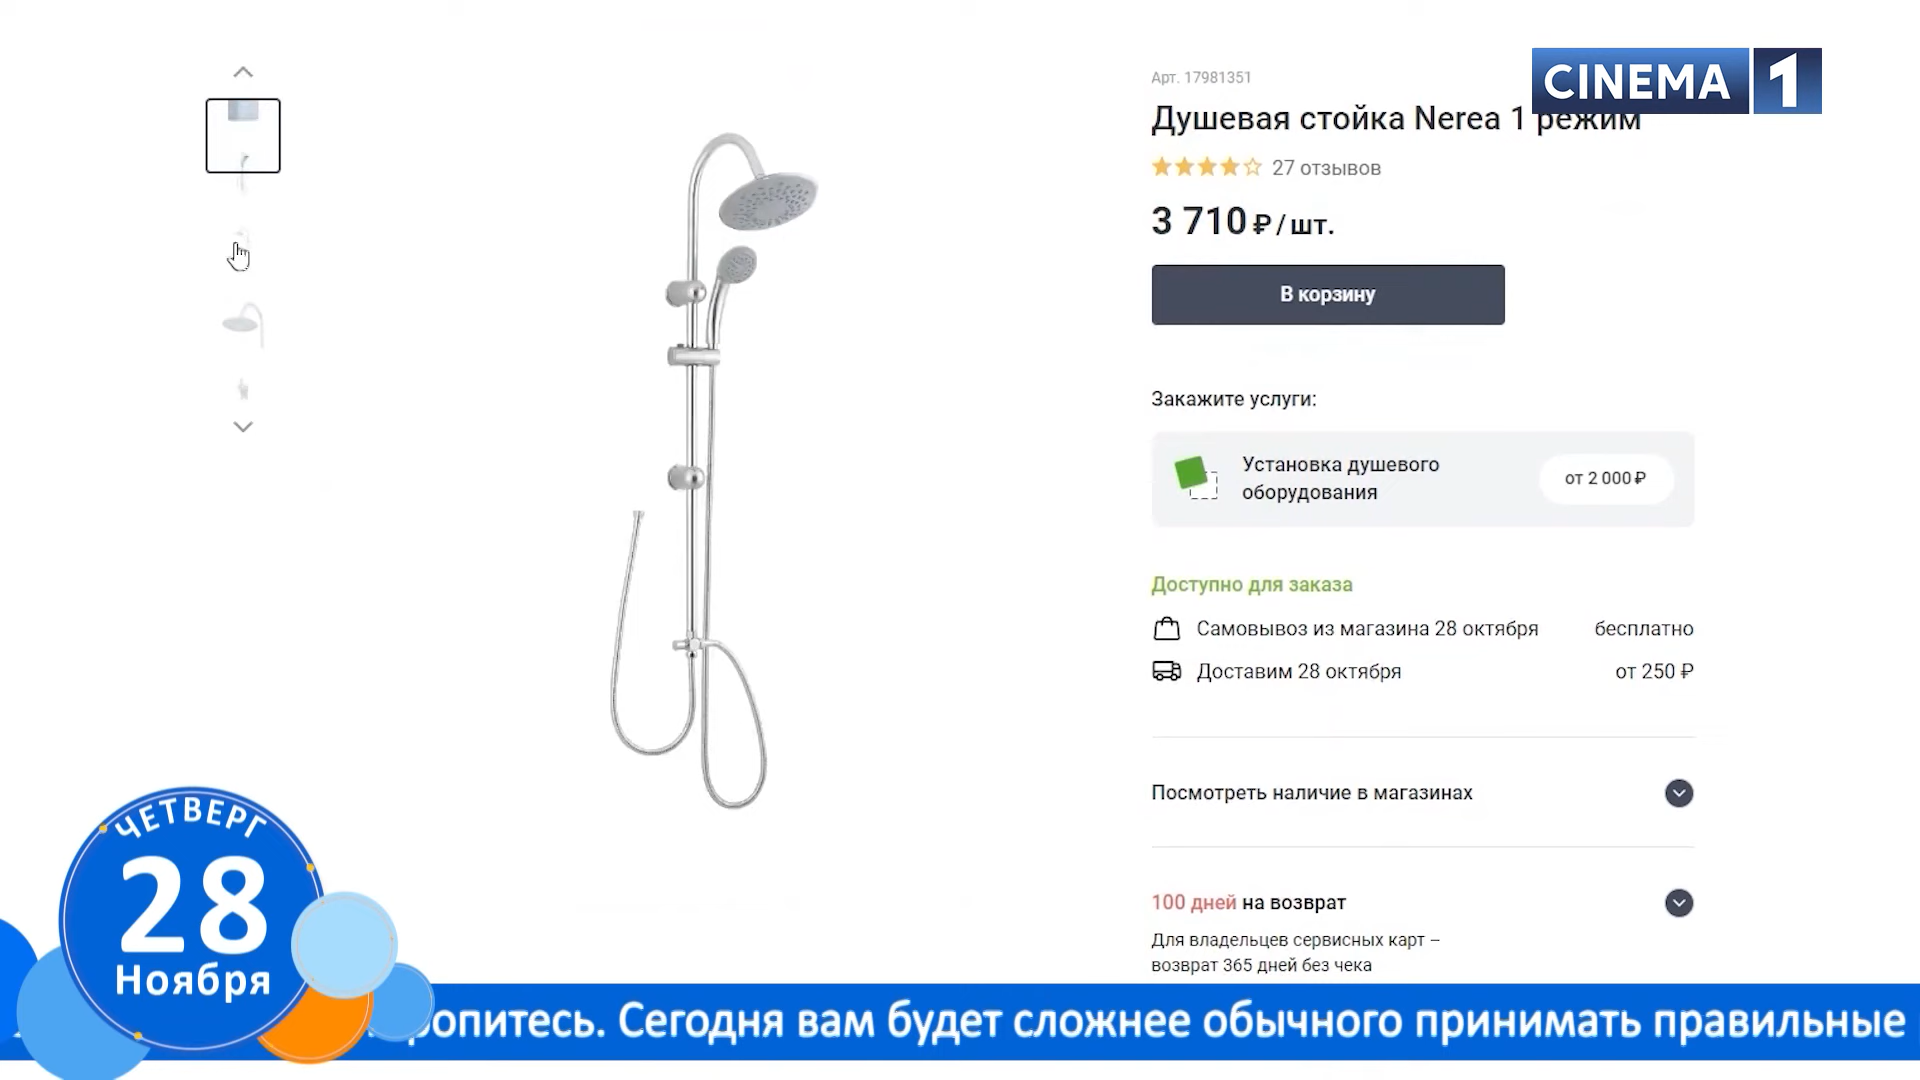 CINEMA 1
Арт. 17981351
Душевая стойка Nerea 1 режим
27 отзывов
3 710 ₽ / шт.
В корзину
Закажите услуги:
Установка душевого
оборудования
от 2 000 ₽
Доступно для заказа
Самовывоз из магазина 28 октября бесплатно
Доставим 28 октября от 250 ₽
Посмотреть наличие в магазинах
100 дней на возврат
Для владельцев сервисных карт –
возврат 365 дней без чека
ЧЕТВЕРГ
28
Ноября
опитесь. Сегодня вам будет сложнее обычного принимать правильные